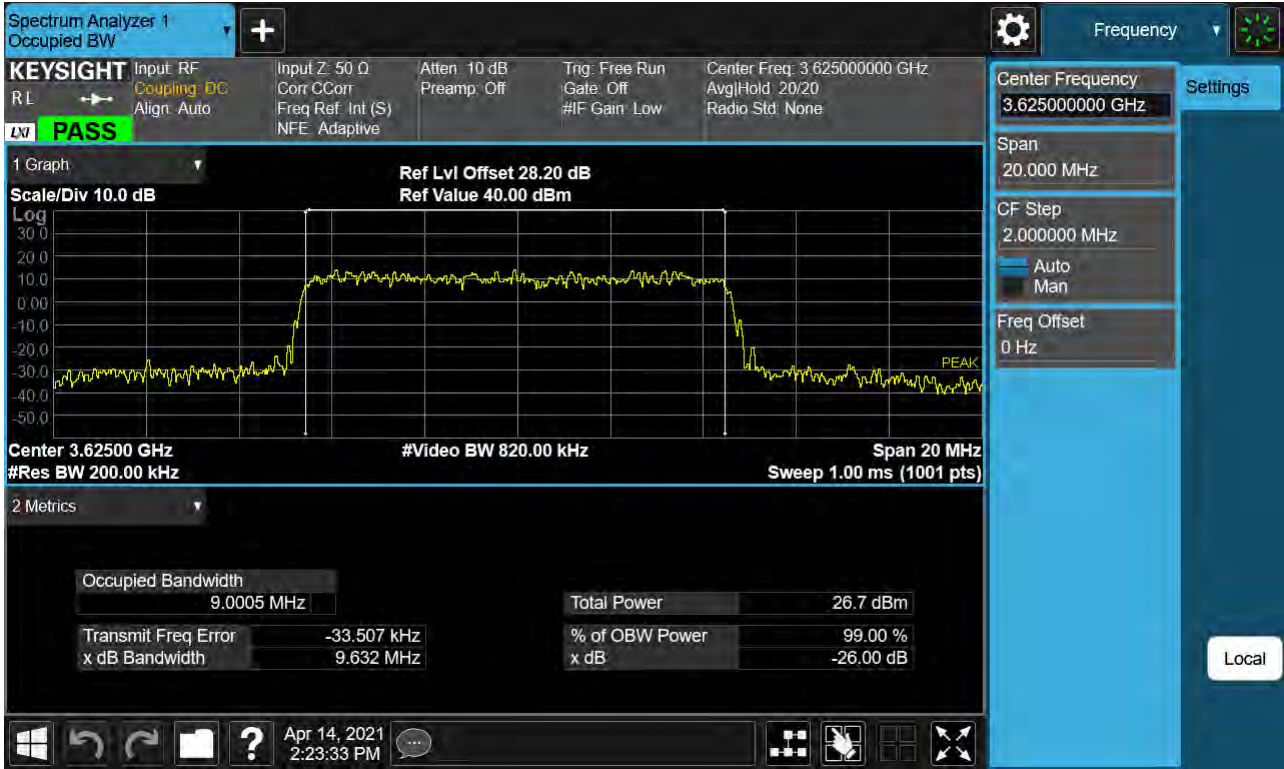 Spectrum Analyzer 1
Occupied BW
Frequency
KEYSIGHT
RL
LXI
PASS
Input: RF
Coupling: DC
Align: Auto
Input Z: 50 Ω
Corr CCorr
Freq Ref: Int (S)
NFE: Adaptive
Atten: 10 dB
Preamp: Off
Trig: Free Run
Gate: Off
#IF Gain: Low
Center Freq: 3.625000000 GHz
Avg|Hold: 20/20
Radio Std: None
1 Graph
Scale/Div 10.0 dB
Ref Lvl Offset 28.20 dB
Ref Value 40.00 dBm
Log
30.0
20.0
10.0
0.00
-10.0
-20.0
-30.0
-40.0
-50.0
PEAK
Center 3.62500 GHz
#Res BW 200.00 kHz
#Video BW 820.00 kHz
Span 20 MHz
Sweep 1.00 ms (1001 pts)
2 Metrics
Occupied Bandwidth
9.0005 MHz
Transmit Freq Error -33.507 kHz
x dB Bandwidth 9.632 MHz
Total Power 26.7 dBm
% of OBW Power 99.00 %
x dB -26.00 dB
Center Frequency
3.625000000 GHz
Span
20.000 MHz
CF Step
2.000000 MHz
Auto
Man
Freq Offset
0 Hz
Settings
Local
?
Apr 14, 2021
2:23:33 PM